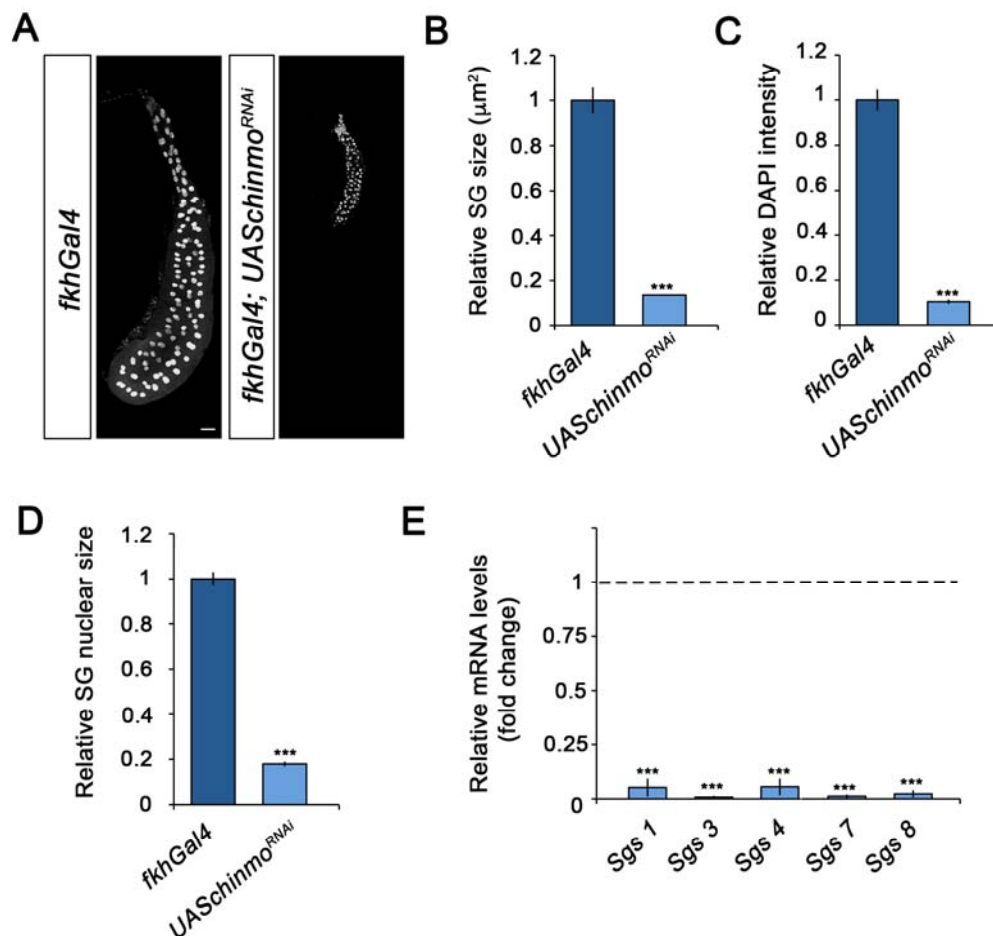 A
fkhGal4
fkhGal4; UASchinmoRNAi
B
Relative SG size (μm2)
1.2
1
0.8
0.6
0.4
0.2
0
***
fkhGal4
UASchinmoRNAi
C
Relative DAPI intensity
1.2
1
0.8
0.6
0.4
0.2
0
***
fkhGal4
UASchinmoRNAi
D
Relative SG nuclear size
1.2
1
0.8
0.6
0.4
0.2
0
***
fkhGal4
UASchinmoRNAi
E
Relative mRNA levels
(fold change)
1
0.75
0.5
0.25
0
*** *** *** *** ***
Sgs 1
Sgs 3
Sgs 4
Sgs 7
Sgs 8